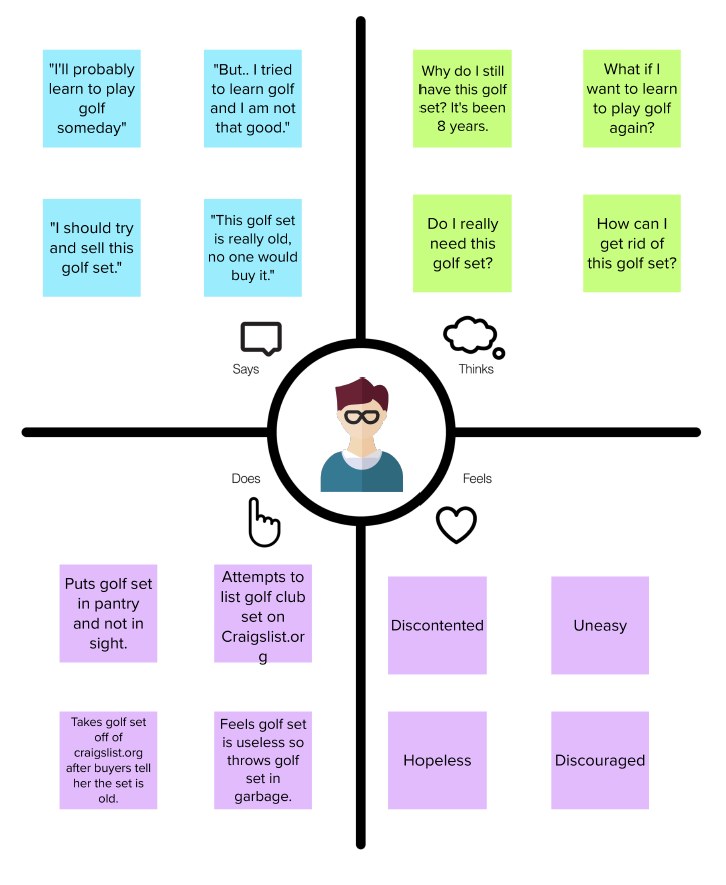 "I'll probably
learn to play
golf
someday"
"But.. I tried
to learn golf
and I am not
that good."
"I should try
and sell this
golf set."
"This golf set
is really old,
no one would
buy it."
Says
Why do I still
have this golf
set? It's been
8 years.
What if I
want to learn
to play golf
again?
Do I really
need this
golf set?
How can I
get rid of
this golf set?
Thinks
Does
Puts golf set
in pantry
and not in
sight.
Attempts to
list golf club
set on
Craigslist.or
g
Takes golf set
off of
craigslist.org
after buyers tell
her the set is
old.
Feels golf set
is useless so
throws golf
set in
garbage.
Feels
Discontented
Uneasy
Hopeless
Discouraged